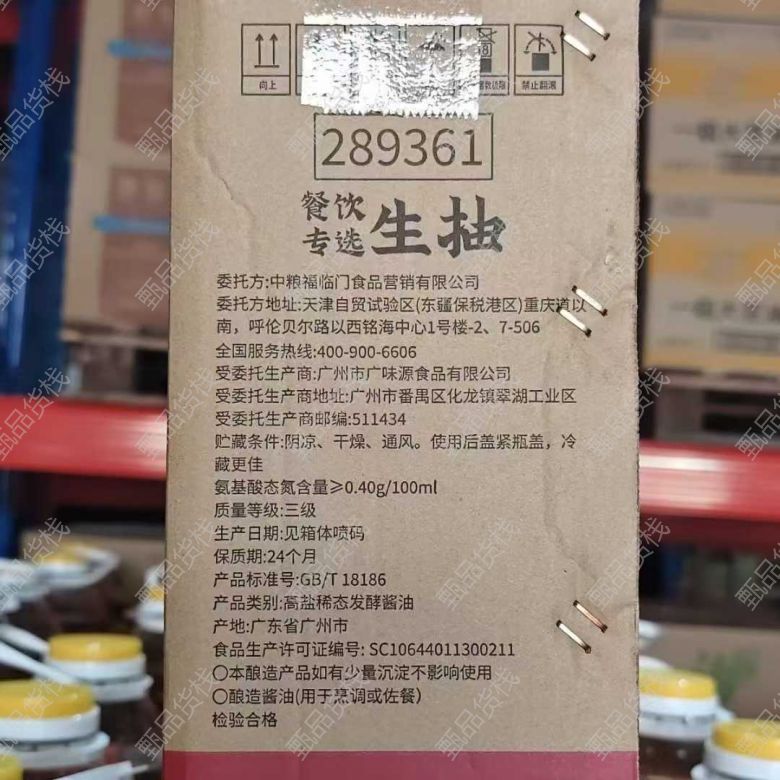 向上
禁止翻滚
289361
餐饮
专选
生抽
委托方:中粮福临门食品营销有限公司
委托方地址:天津自贸试验区(东疆保税港区)重庆道以
南，呼伦贝尔路以西铭海中心1号楼-2、7-506
全国服务热线:400-900-6606
受委托生产商:广州市广味源食品有限公司
受委托生产商地址:广州市番禺区化龙镇翠湖工业区
受委托生产商邮编:511434
贮藏条件:阴凉、干燥、通风。使用后盖紧瓶盖，冷
藏更佳
氨基酸态氮含量≥0.40g/100ml
质量等级:三级
生产日期:见箱体喷码
保质期:24个月
产品标准号:GB/T 18186
产品类别:高盐稀态发酵酱油
产地:广东省广州市
食品生产许可证编号: SC10644011300211
〇本酿造产品如有少量沉淀不影响使用
〇酿造酱油(用于烹调或佐餐)
检验合格
甄品货栈